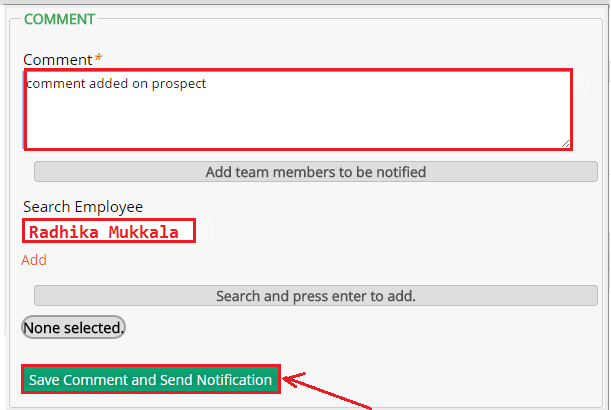 COMMENT
Comment*
comment added on prospect
Add team members to be notified
Search Employee
Radhika Mukkala
Add
Search and press enter to add.
None selected.
Save Comment and Send Notification